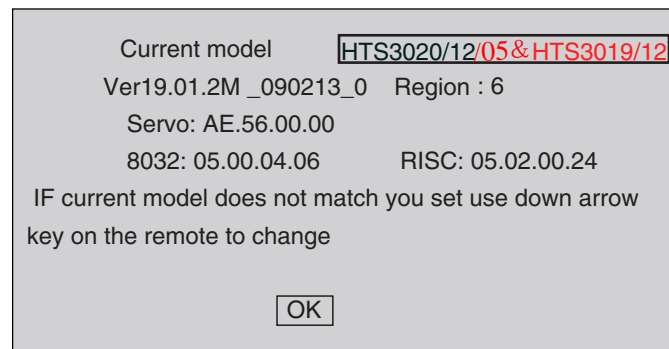 Current model HTS3020/12/05&HTS3019/12
Ver19.01.2M _090213_0 Region : 6
Servo: AE.56.00.00
8032: 05.00.04.06 RISC: 05.02.00.24
IF current model does not match you set use down arrow
key on the remote to change
OK